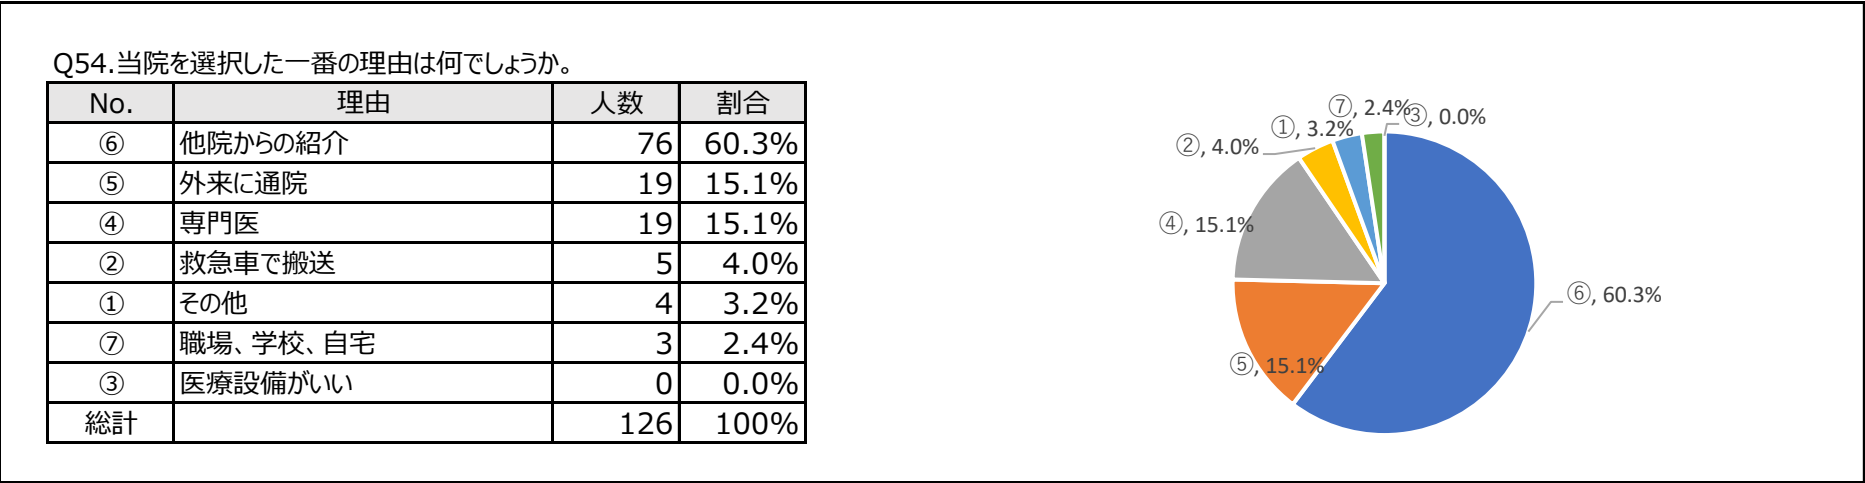 Q54.当院を選択した一番の理由は何でしょうか。
No. 理由 人数 割合
⑥ 他院からの紹介 76 60.3%
⑤ 外来に通院 19 15.1%
④ 専門医 19 15.1%
② 救急車で搬送 5 4.0%
① その他 4 3.2%
⑦ 職場、学校、自宅 3 2.4%
③ 医療設備がいい 0 0.0%
総計 126 100%
⑦, 2.4%
③, 0.0%
①, 3.2%
②, 4.0%
④, 15.1%
⑥, 60.3%
⑤, 15.1%